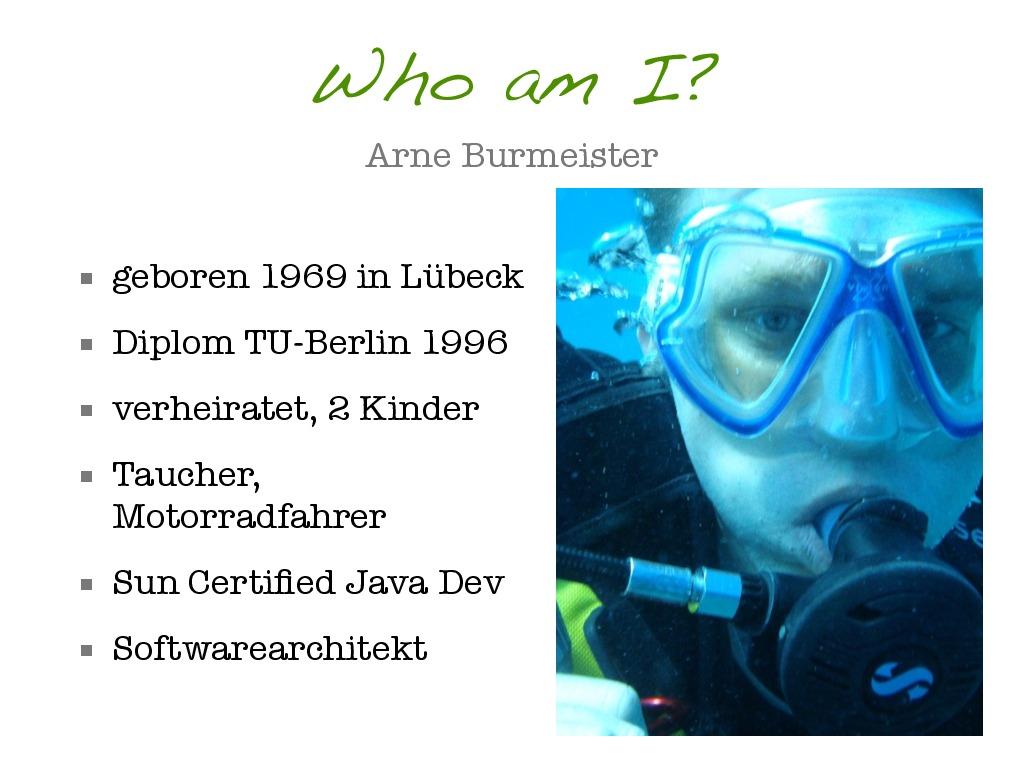 Who am I?
Arne Burmeister
geboren 1969 in Lübeck
Diplom TU-Berlin 1996
verheiratet, 2 Kinder
Taucher,
Motorradfahrer
Sun Certified Java Dev
Softwarearchitekt